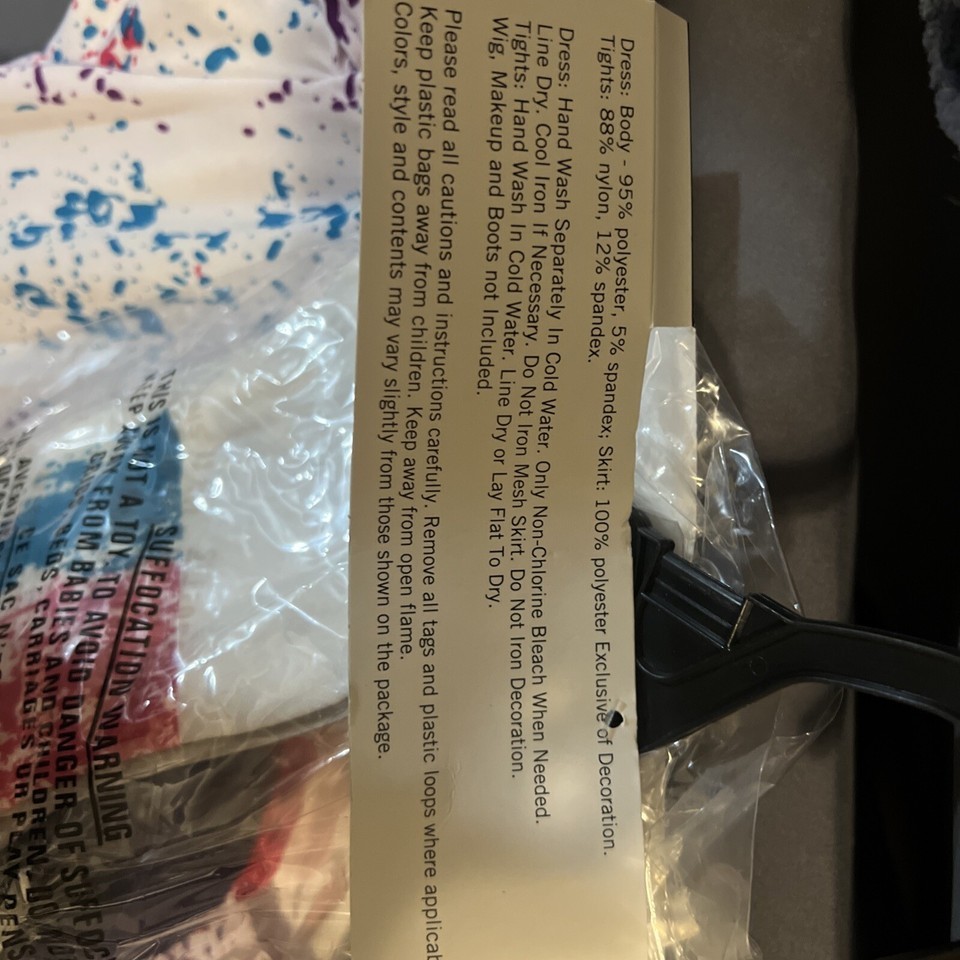 Dress: Body - 95% polyester, 5% spandex; Skirt: 100% polyester Exclusive of Decoration.
Tights: 88% nylon, 12% spandex.
Dress: Hand Wash Separately In Cold Water. Only Non-Chlorine Bleach When Needed.
Line Dry. Cool Iron If Necessary. Do Not Iron Mesh Skirt. Do Not Iron Decoration.
Tights: Hand Wash In Cold Water. Line Dry or Lay Flat To Dry.
Wig, Makeup and Boots not Included.
Please read all cautions and instructions carefully. Remove all tags and plastic loops where applicab
Keep plastic bags away from children. Keep away from open flame.
Colors, style and contents may vary slightly from those shown on the package.
SUFFOCATION WARNING
THIS IS NOT A TOY. TO AVOID DANGER OF SUFFOC
FROM BABIES AND CHILDREN.
CARRIAGES OR PLAY PENS